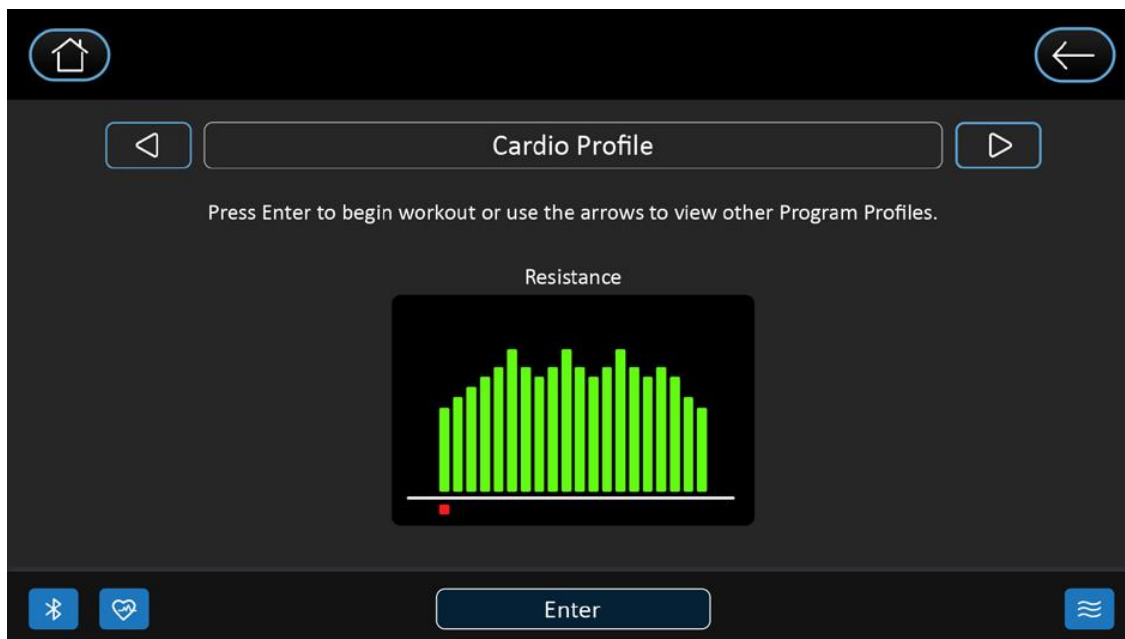 Cardio Profile
Press Enter to begin workout or use the arrows to view other Program Profiles.
Resistance
Enter